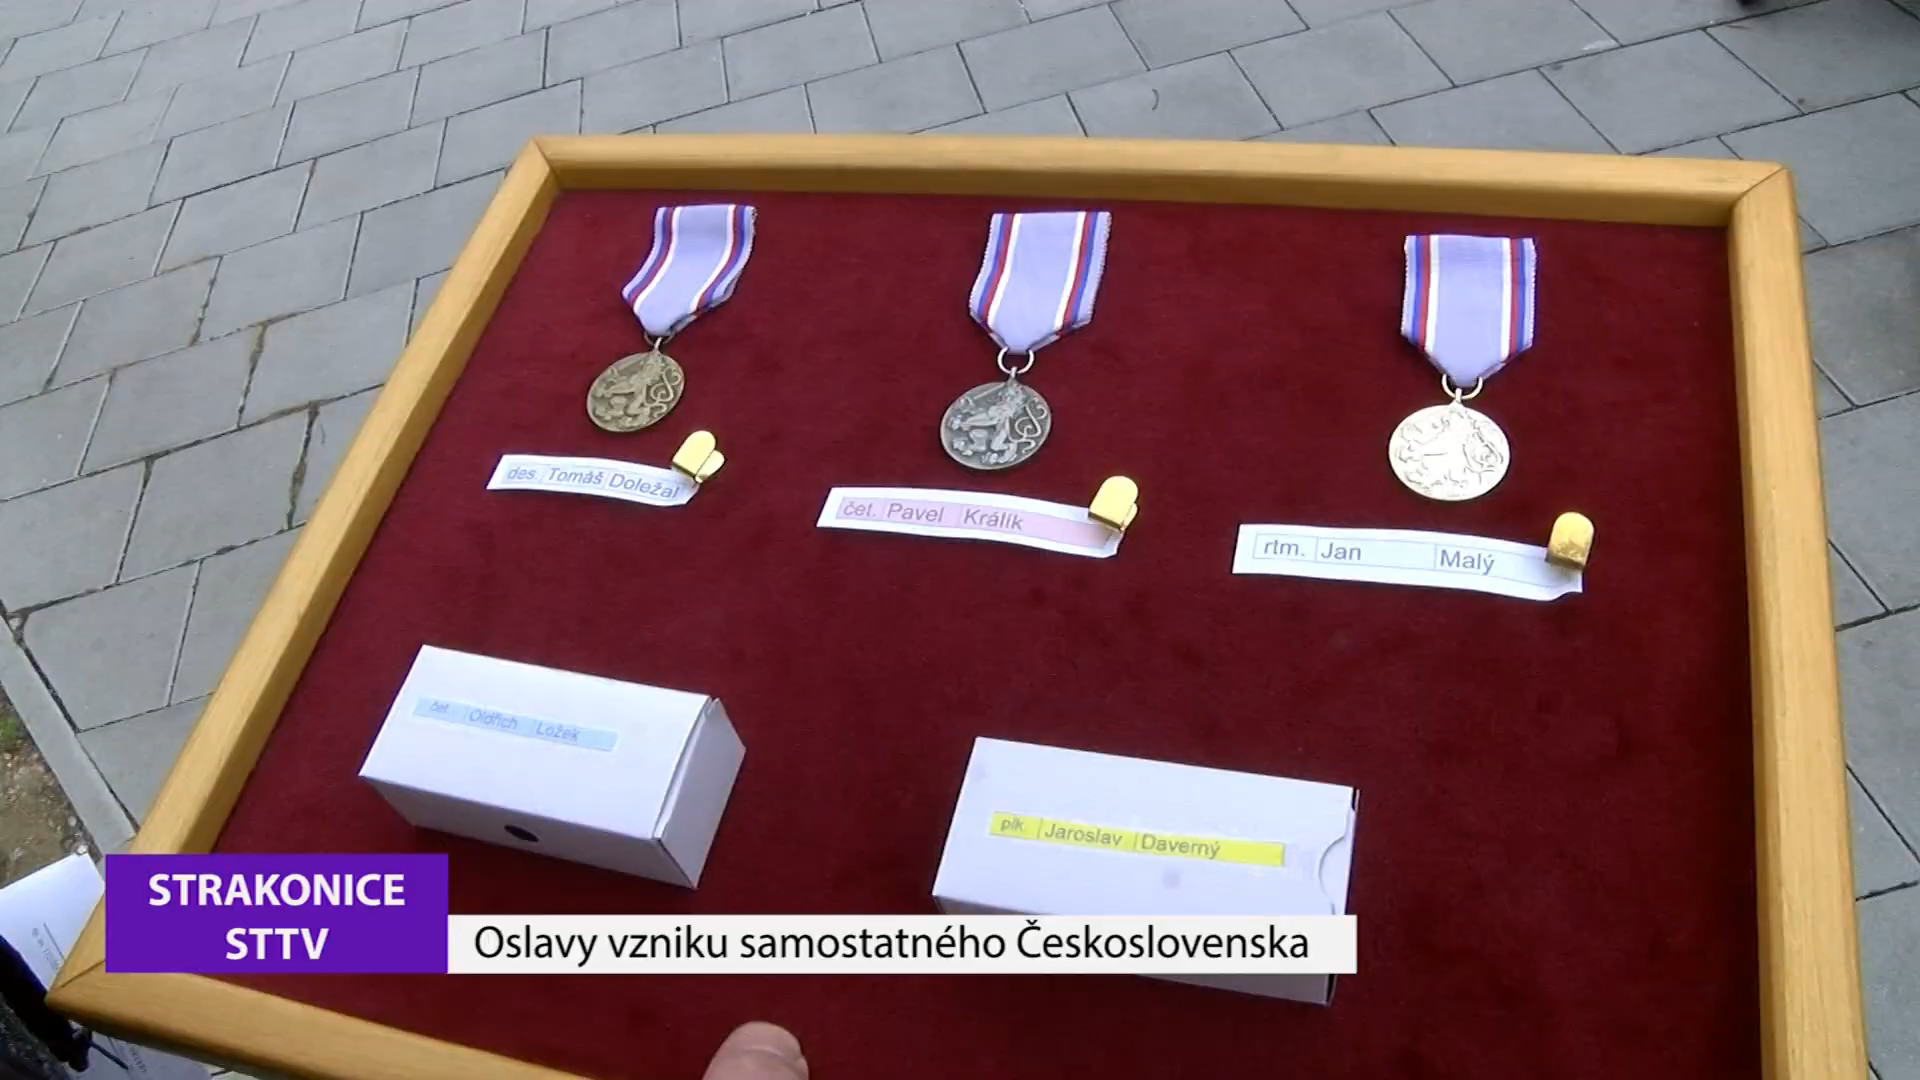 des. Tomáš Doležal
čet. Pavel Králík
rtm. Jan Malý
čet. Oldřich Ložek
plk. Jaroslav Daverný
STRAKONICE
STTV
Oslavy vzniku samostatného Československa